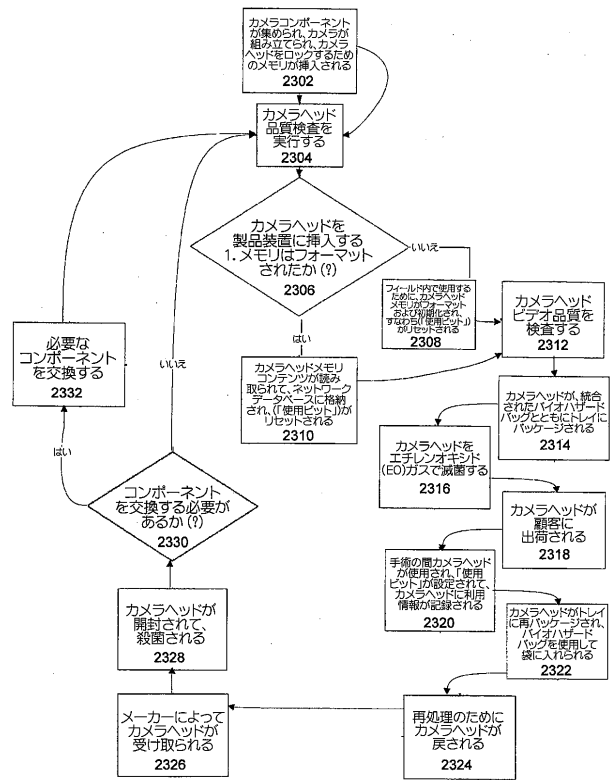 カメラコンポーネント
が集められ、カメラが
組み立てられ、カメラ
ヘッドをロックするため
のメモリが挿入される
2302
カメラヘッド
品質検査を
実行する
2304
カメラヘッドを
製品装置に挿入する
1. メモリはフォーマット
されたか(?)
2306
いいえ
はい
フィールド内で使用する
ために、カメラヘッド
メモリがフォーマット
および初期化され、
すなわち(「使用ビット」)
がリセットされる
2308
カメラヘッドメモリ
コンテンツが読み
取られて、ネットワーク
データベースに格納
され、(「使用ビット」)が
リセットされる
2310
カメラヘッド
ビデオ品質を
検査する
2312
カメラヘッドが、統合
されたバイオハザード
バッグとともにトレイに
パッケージされる
2314
カメラヘッドを
エチレンオキシド
(EO)ガスで滅菌する
2316
カメラヘッドが
顧客に
出荷される
2318
手術の間カメラヘッド
が使用され、「使用
ビット」が設定されて、
カメラヘッドに利用
情報が記録される
2320
カメラヘッドがトレイ
に再パッケージされ、
バイオハザード
バッグを使用して
袋に入れられる
2322
再処理のために
カメラヘッドが
戻される
2324
メーカーによって
カメラヘッドが
受け取られる
2326
カメラヘッドが
開封されて、
殺菌される
2328
コンポーネント
を交換する必要が
あるか(?)
2330
はい
いいえ
必要な
コンポーネント
を交換する
2332